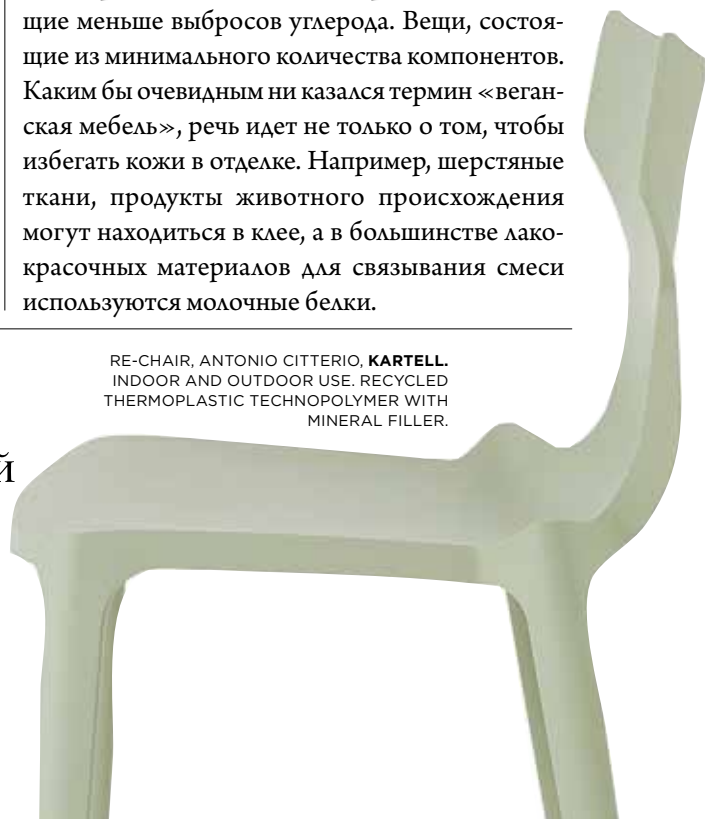 щие меньше выбросов углерода. Вещи, состоя-
щие из минимального количества компонентов.
Каким бы очевидным ни казался термин «веган-
ская мебель», речь идет не только о том, чтобы
избегать кожи в отделке. Например, шерстяные
ткани, продукты животного происхождения
могут находиться в клее, а в большинстве лако-
красочных материалов для связывания смеси
используются молочные белки.
RE-CHAIR, ANTONIO CITTERIO, KARTELL.
INDOOR AND OUTDOOR USE. RECYCLED
THERMOPLASTIC TECHNOPOLYMER WITH
MINERAL FILLER.
й